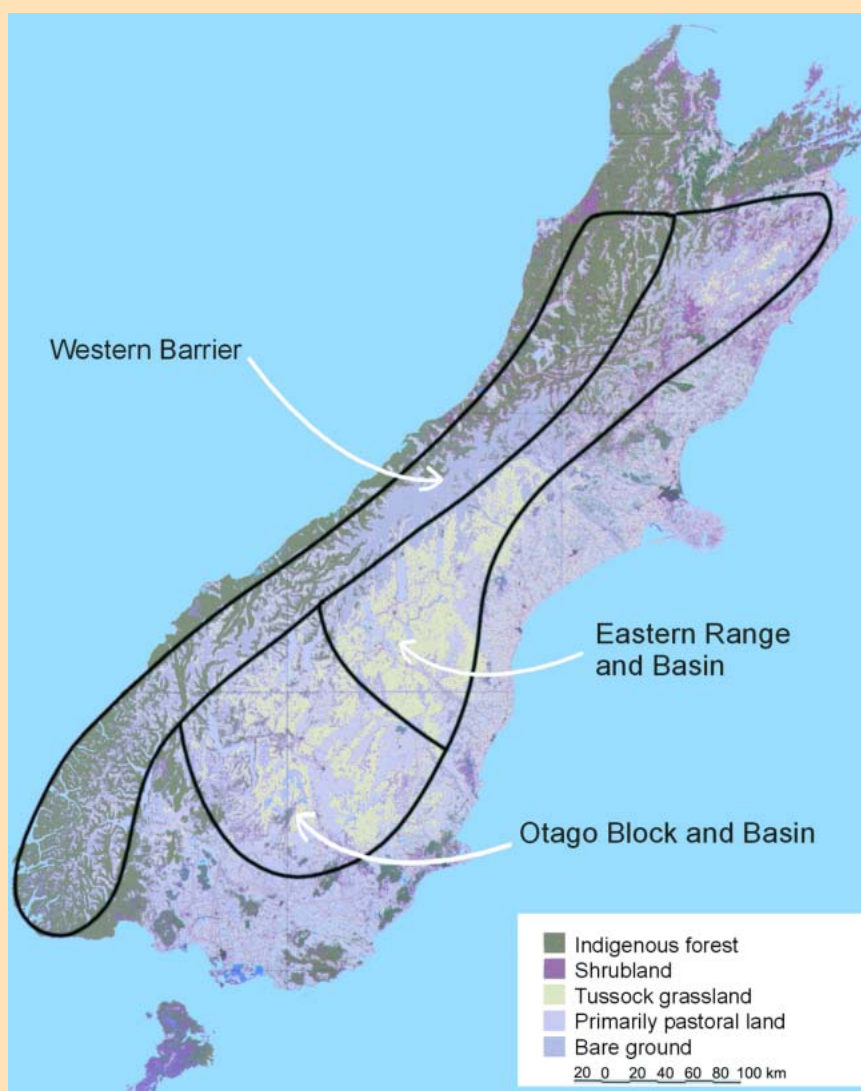 Western Barrier
Eastern Range
and Basin
Otago Block and Basin
Indigenous forest
Shrubland
Tussock grassland
Primarily pastoral land
Bare ground
20 0 20 40 60 80 100 km